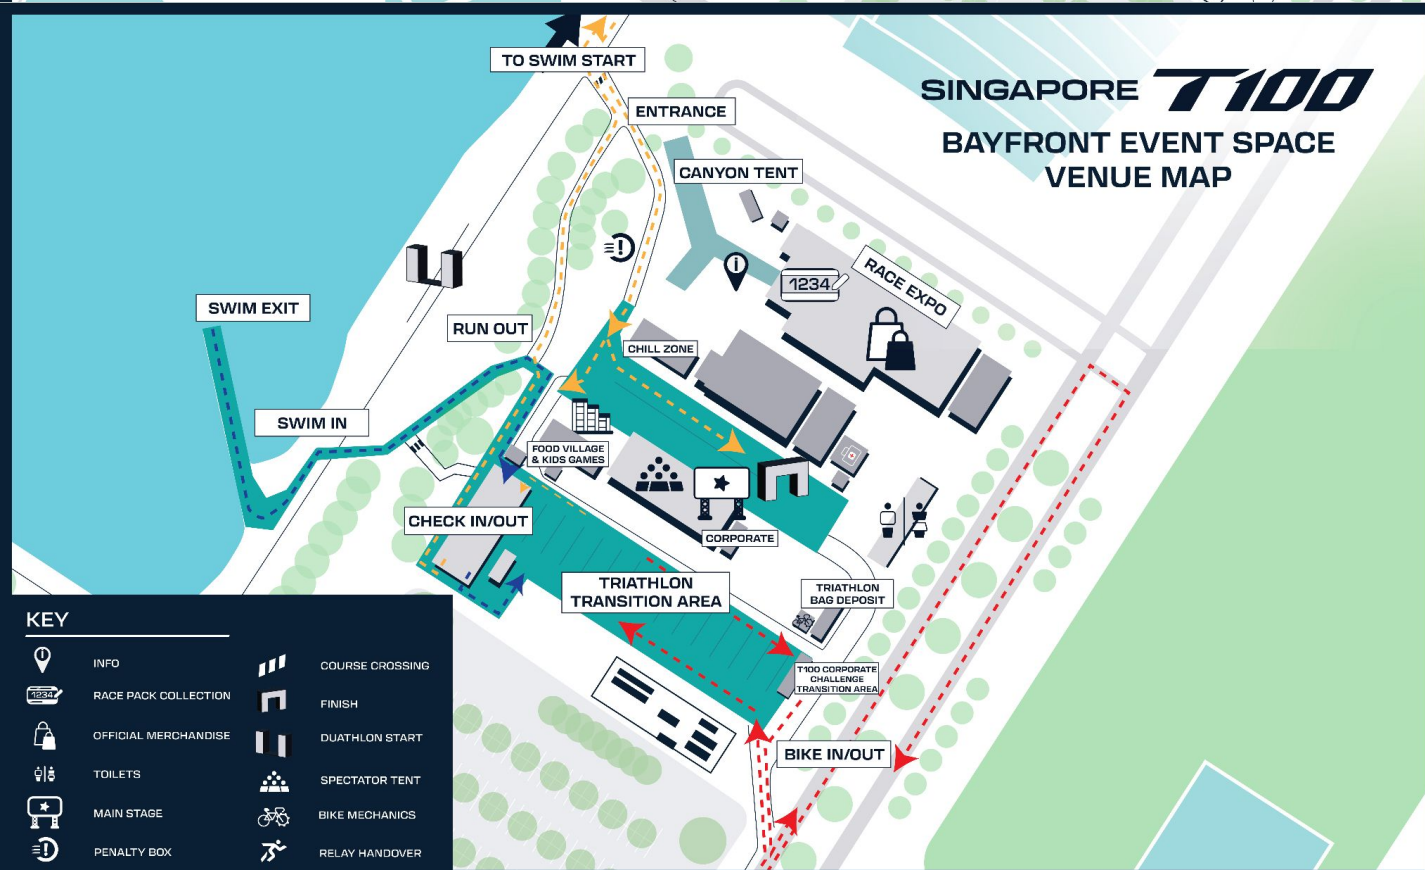 TO SWIM START
ENTRANCE
SINGAPORE T100
BAYFRONT EVENT SPACE
VENUE MAP
CANYON TENT
RACE EXPO
1234
SWIM EXIT
RUN OUT
CHILL ZONE
SWIM IN
FOOD VILLAGE
& KIDS GAMES
CHECK IN/OUT
CORPORATE
TRIATHLON
TRANSITION AREA
TRIATHLON
BAG DEPOSIT
T100 CORPORATE
CHALLENGE
TRANSITION AREA
BIKE IN/OUT
KEY
INFO
1234
RACE PACK COLLECTION
OFFICIAL MERCHANDISE
TOILETS
MAIN STAGE
PENALTY BOX
COURSE CROSSING
FINISH
DUATHLON START
SPECTATOR TENT
BIKE MECHANICS
RELAY HANDOVER